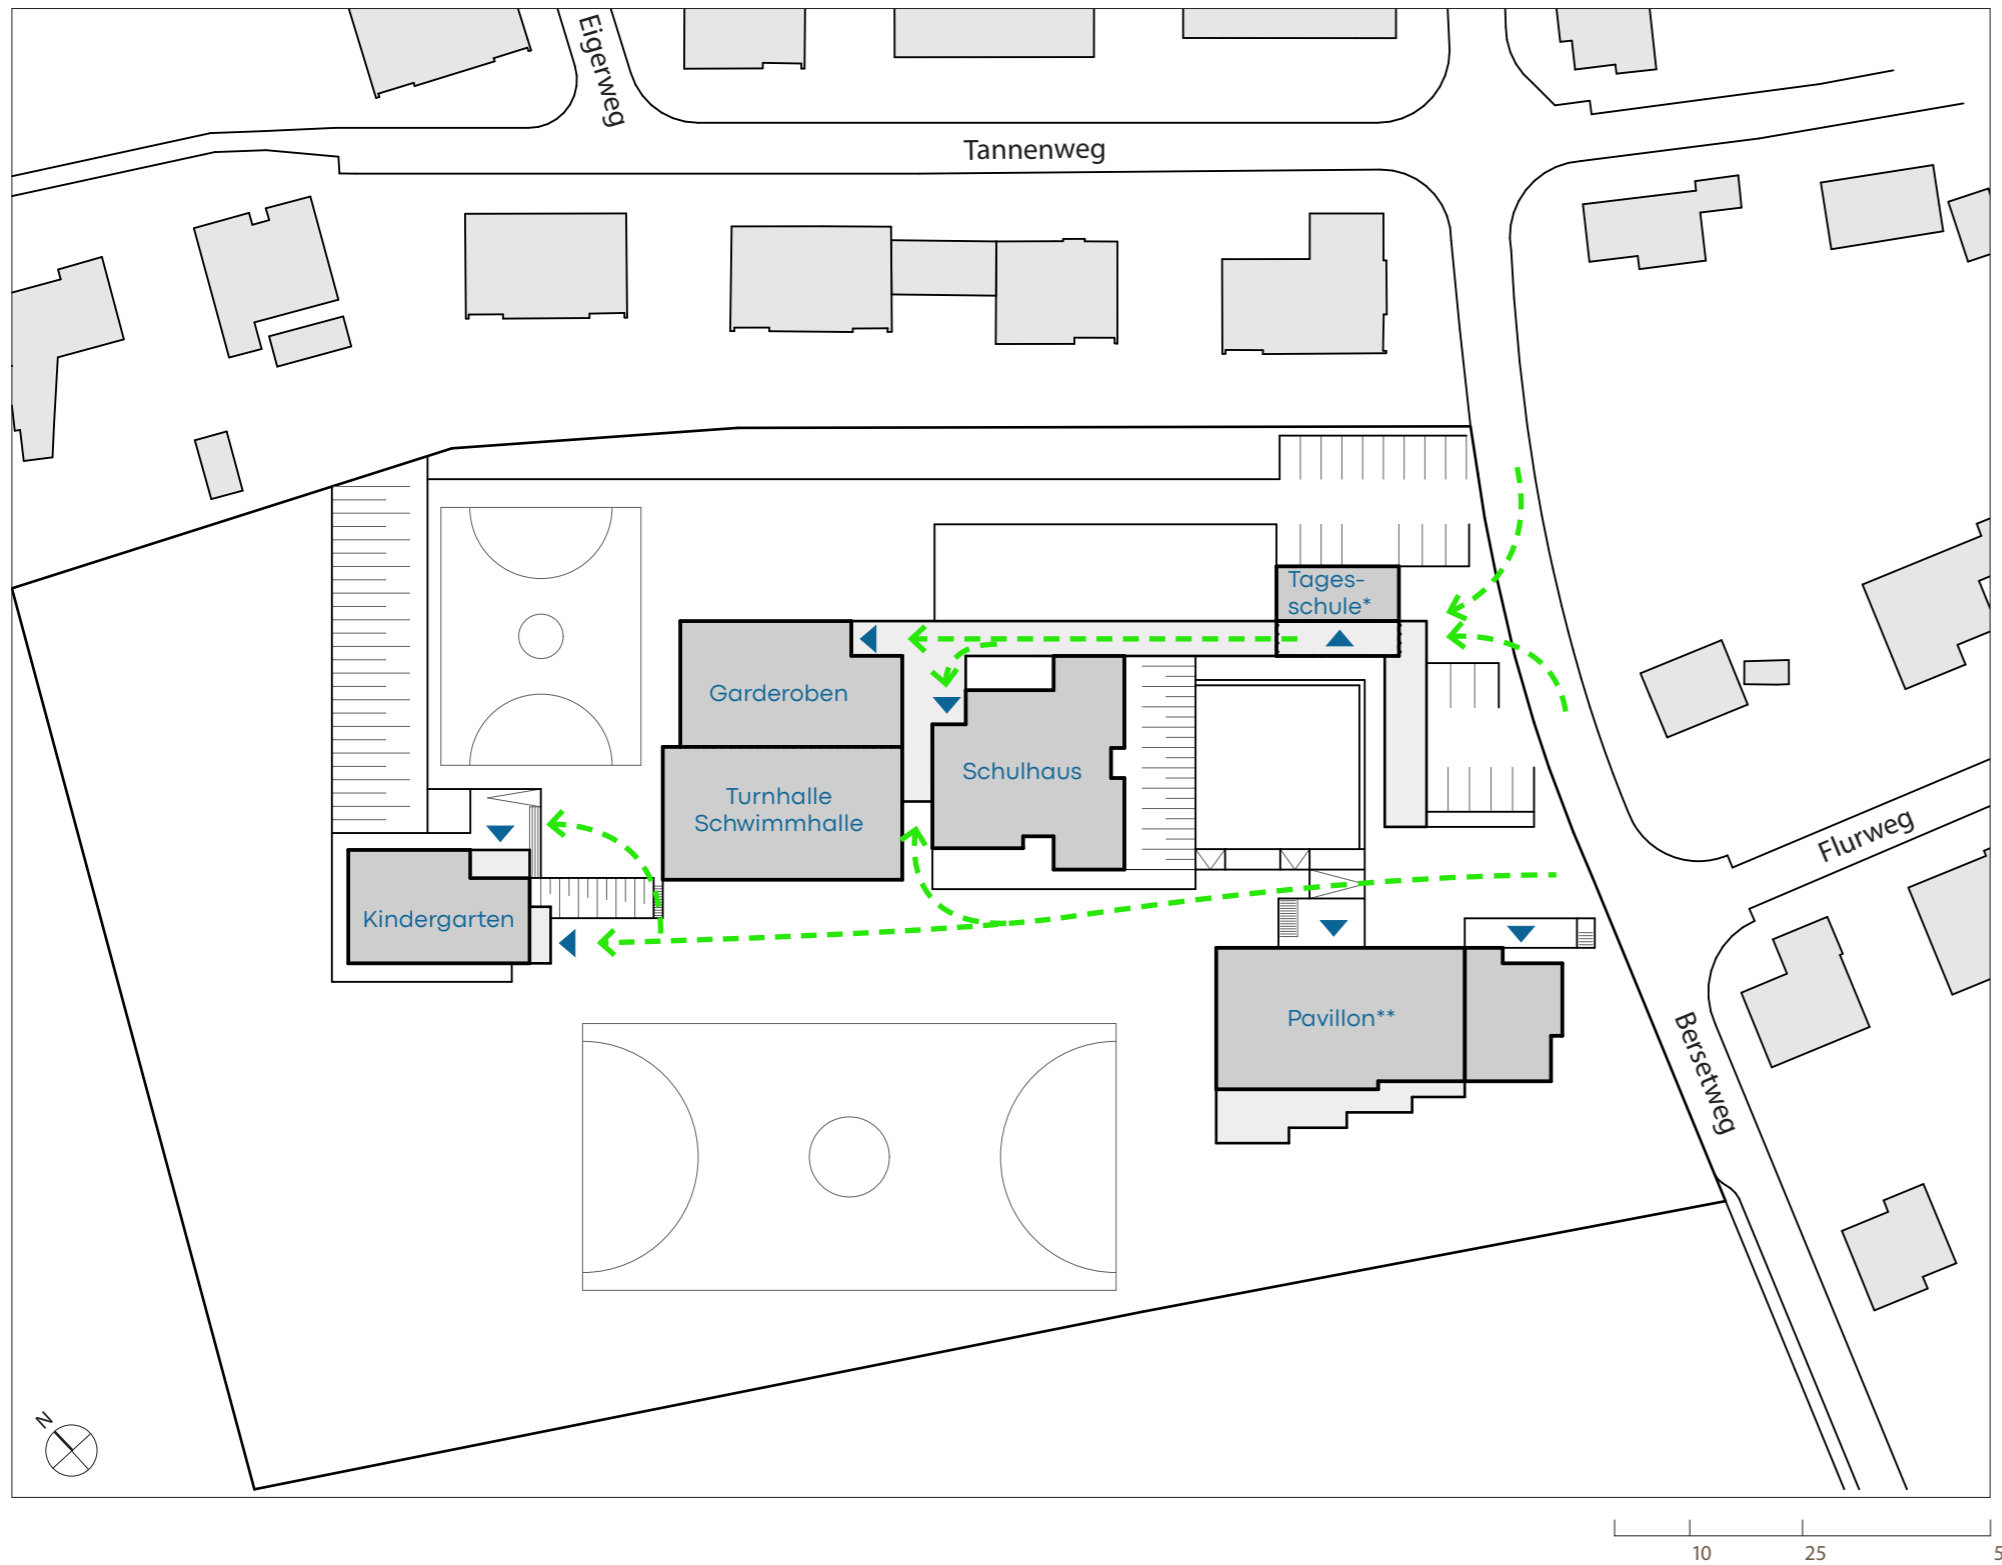 Eigerweg
Tannenweg
Tages-
schule*
Garderoben
Schulhaus
Turnhalle
Schwimmhalle
Flurweg
Kindergarten
Pavillon**
Bersetweg
N
10
25
5